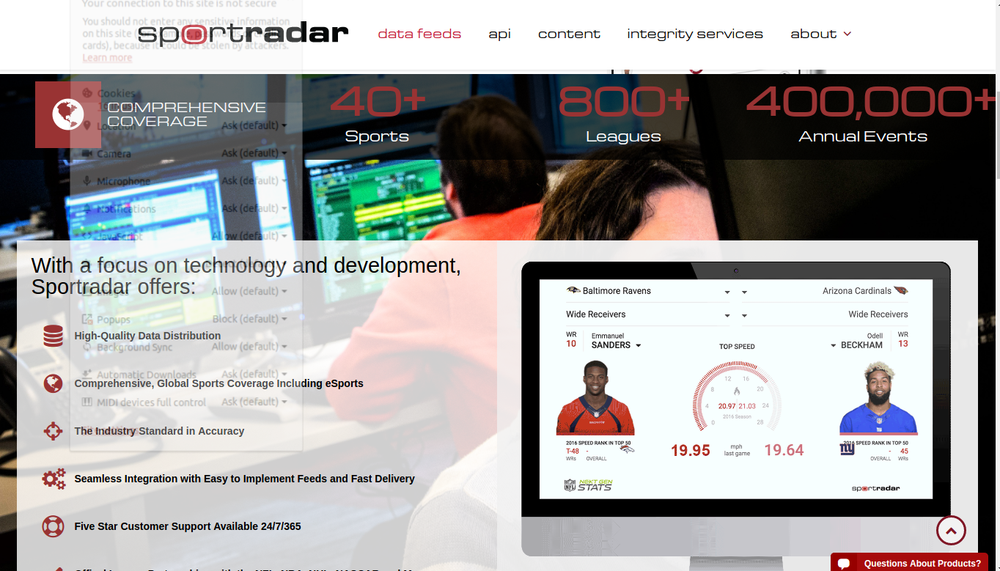 Your connection to this site is not secure
You should not enter any sensitive information
on this site
cards), because it could be stolen by attackers.
Learn more
sportradar
data feeds
api
content
integrity services
about
Cookies
COMPREHENSIVE
COVERAGE
40+
Sports
800+
Leagues
400,000+
Annual Events
Location
Ask (default)
Camera
Ask (default)
Microphone
Ask (default)
Notifications
Ask (default)
JavaScript
Allow (default)
With a focus on technology and development,
Sportradar offers:
Images
Allow (default)
Popups
Block (default)
High-Quality Data Distribution
Background Sync
Allow (default)
Automatic Downloads
Ask (default)
Comprehensive, Global Sports Coverage Including eSports
MIDI devices full control
Ask (default)
The Industry Standard in Accuracy
Seamless Integration with Easy to Implement Feeds and Fast Delivery
Five Star Customer Support Available 24/7/365
Baltimore Ravens
Arizona Cardinals
Wide Receivers
Wide Receivers
WR
10
Emmanuel
SANDERS
TOP SPEED
Odell
BECKHAM
WR
13
0
4
8
12
16
20
24
28
20.97 21.03
2016 Season
2016 SPEED RANK IN TOP 50
T-48
WRs
-
OVERALL
19.95
mph
last game
19.64
2016 SPEED RANK IN TOP 50
ny
-
OVERALL
45
WRs
NFL
NEXT GEN
STATS
sportradar
Questions About Products?